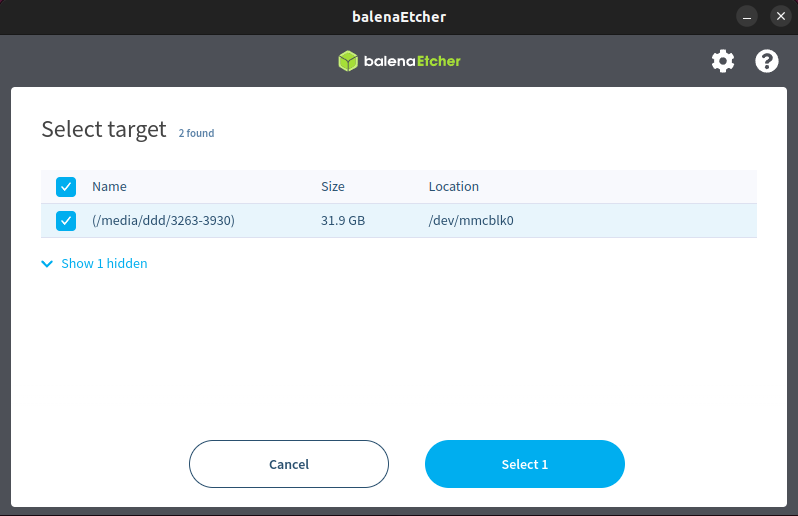 balenaEtcher
balenaEtcher
Select target 2 found
Name Size Location
(/media/ddd/3263-3930) 31.9 GB /dev/mmcblk0
Show 1 hidden
Cancel Select 1